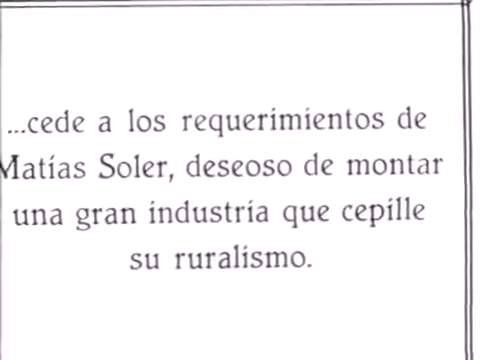 ...cede a los requerimientos de
Matías Soler, deseoso de montar
una gran industria que cepille
su ruralismo.